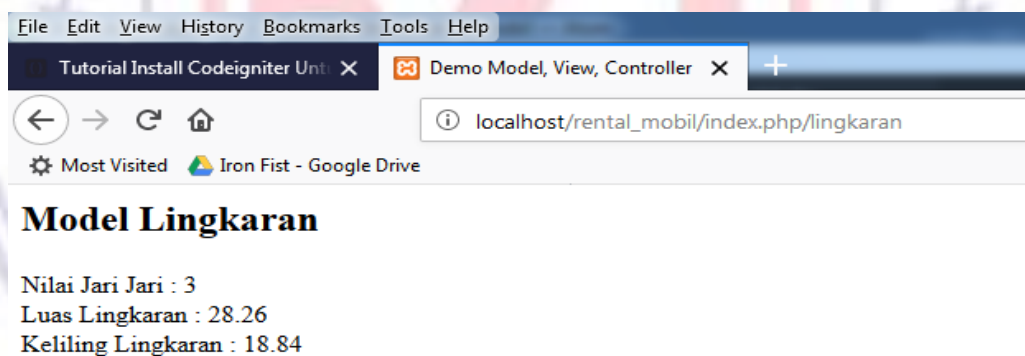 File Edit View History Bookmarks Tools Help
Tutorial Install Codeigniter Unt
Demo Model, View, Controller
localhost/rental_mobil/index.php/lingkaran
Most Visited Iron Fist - Google Drive
Model Lingkaran
Nilai Jari Jari : 3
Luas Lingkaran : 28.26
Keliling Lingkaran : 18.84